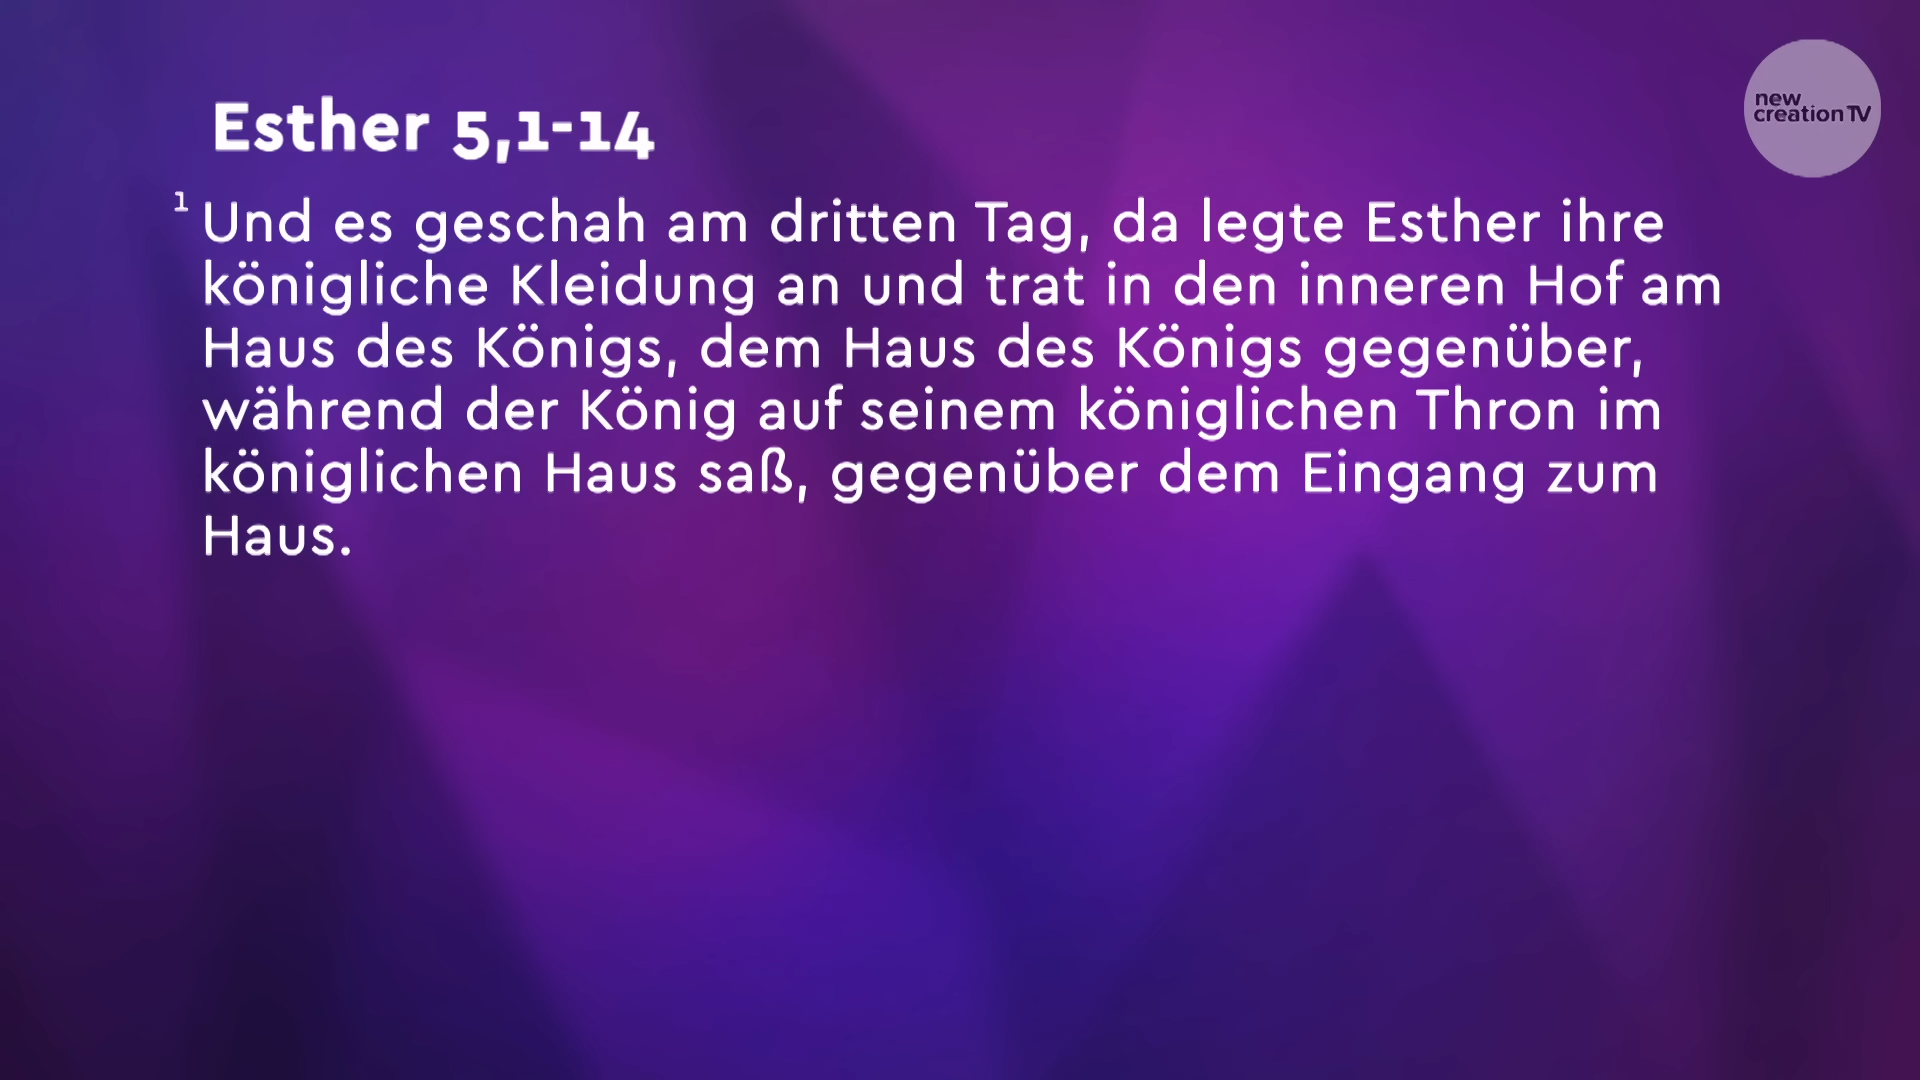 Esther 5,1-14
new
creation TV
1 Und es geschah am dritten Tag, da legte Esther ihre
königliche Kleidung an und trat in den inneren Hof am
Haus des Königs, dem Haus des Königs gegenüber,
während der König auf seinem königlichen Thron im
königlichen Haus saß, gegenüber dem Eingang zum
Haus.